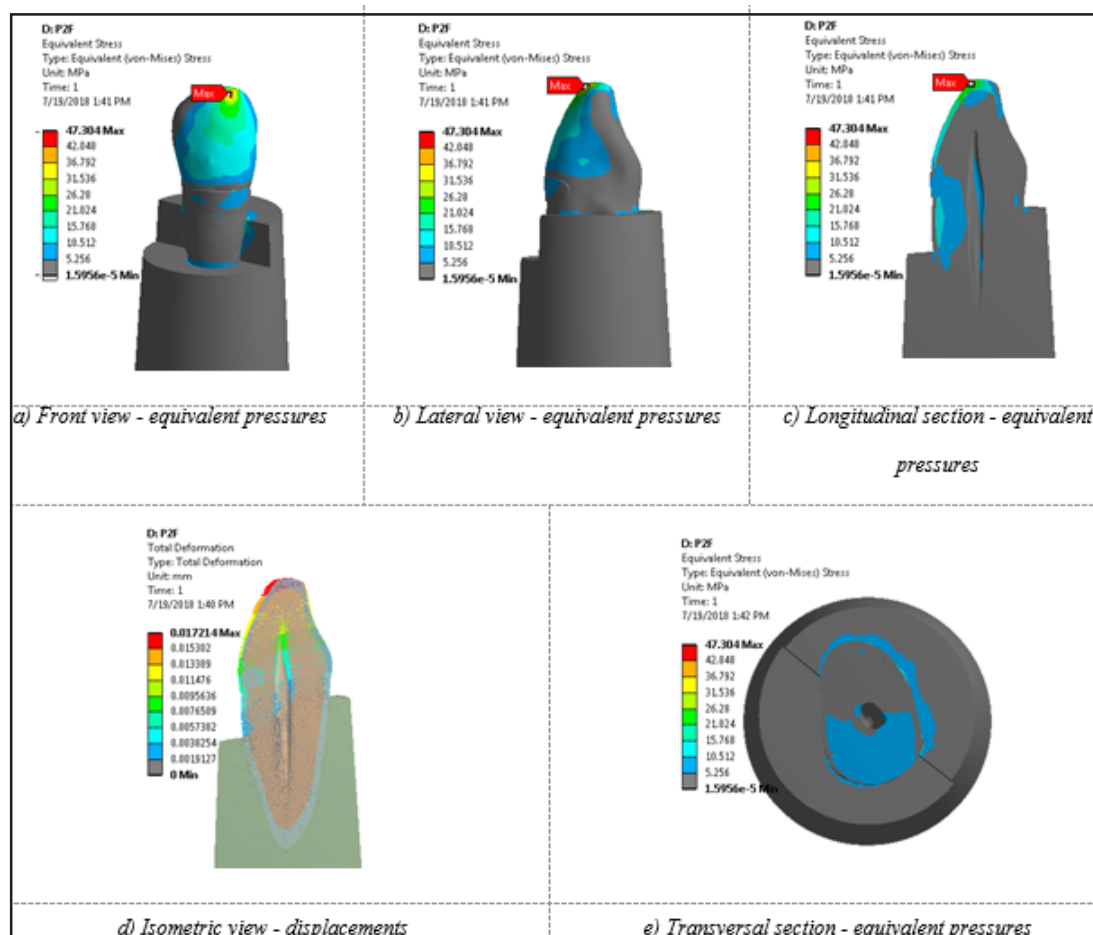 D: P2F
Equivalent Stress
Type: Equivalent (von-Mises) Stress
Unit: MPa
Time: 1
7/19/2018 1:41 PM
Max
47.304 Max
42.048
36.792
31.536
26.28
21.024
15.768
10.512
5.256
1.5956e-5 Min
D: P2F
Equivalent Stress
Type: Equivalent (von-Mises) Stress
Unit: MPa
Time: 1
7/19/2018 1:41 PM
Max
47.304 Max
42.048
36.792
31.536
26.28
21.024
15.768
10.512
5.256
1.5956e-5 Min
D: P2F
Equivalent Stress
Type: Equivalent (von-Mises) Stress
Unit: MPa
Time: 1
7/19/2018 1:41 PM
Max
47.304 Max
42.048
36.792
31.536
26.28
21.024
15.768
10.512
5.256
1.5956e-5 Min
a) Front view - equivalent pressures
b) Lateral view - equivalent pressures
c) Longitudinal section - equivalent
pressures
D: P2F
Total Deformation
Type: Total Deformation
Unit: mm
Time: 1
7/19/2018 1:40 PM
0.017214 Max
0.015302
0.013389
0.011476
0.0095636
0.0076509
0.0057382
0.0038254
0.0019127
0 Min
D: P2F
Equivalent Stress
Type: Equivalent (von-Mises) Stress
Unit: MPa
Time: 1
7/19/2018 1:42 PM
47.304 Max
42.048
36.792
31.536
26.28
21.024
15.768
10.512
5.256
1.5956e-5 Min
d) Isometric view - displacements
e) Transversal section - equivalent pressures